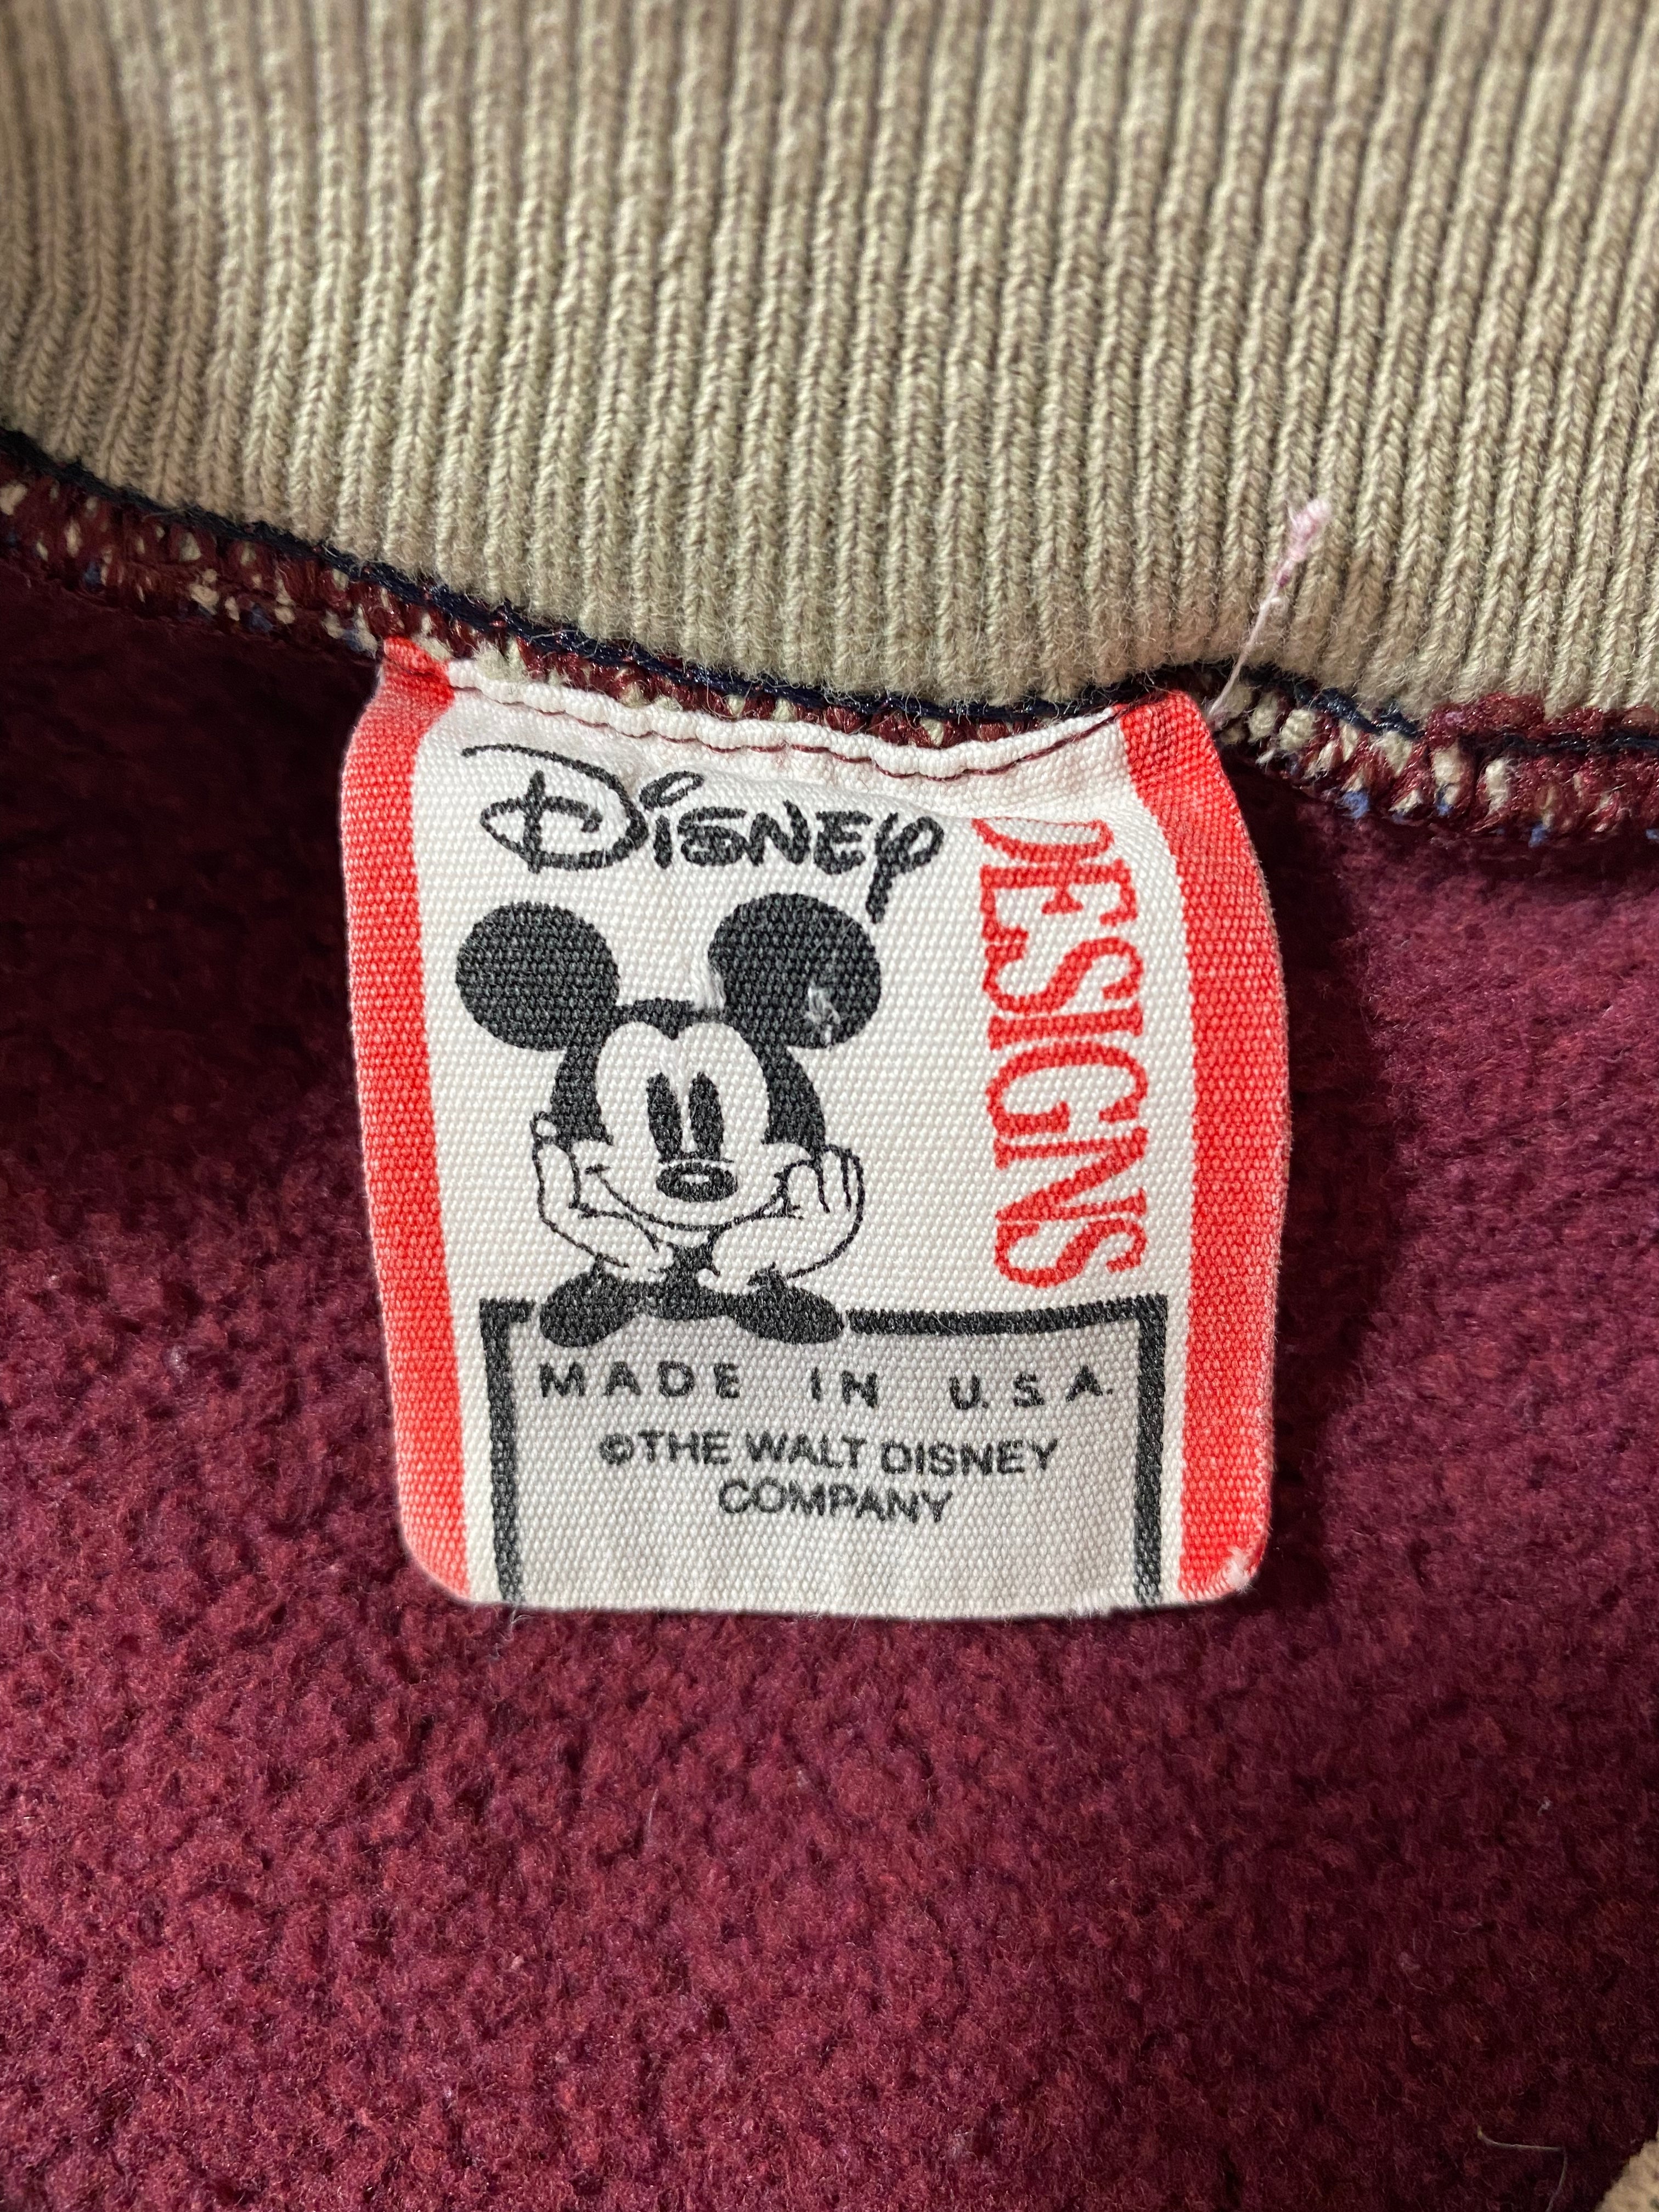 Disney
DESIGNS
MADE IN U.S.A.
©THE WALT DISNEY
COMPANY